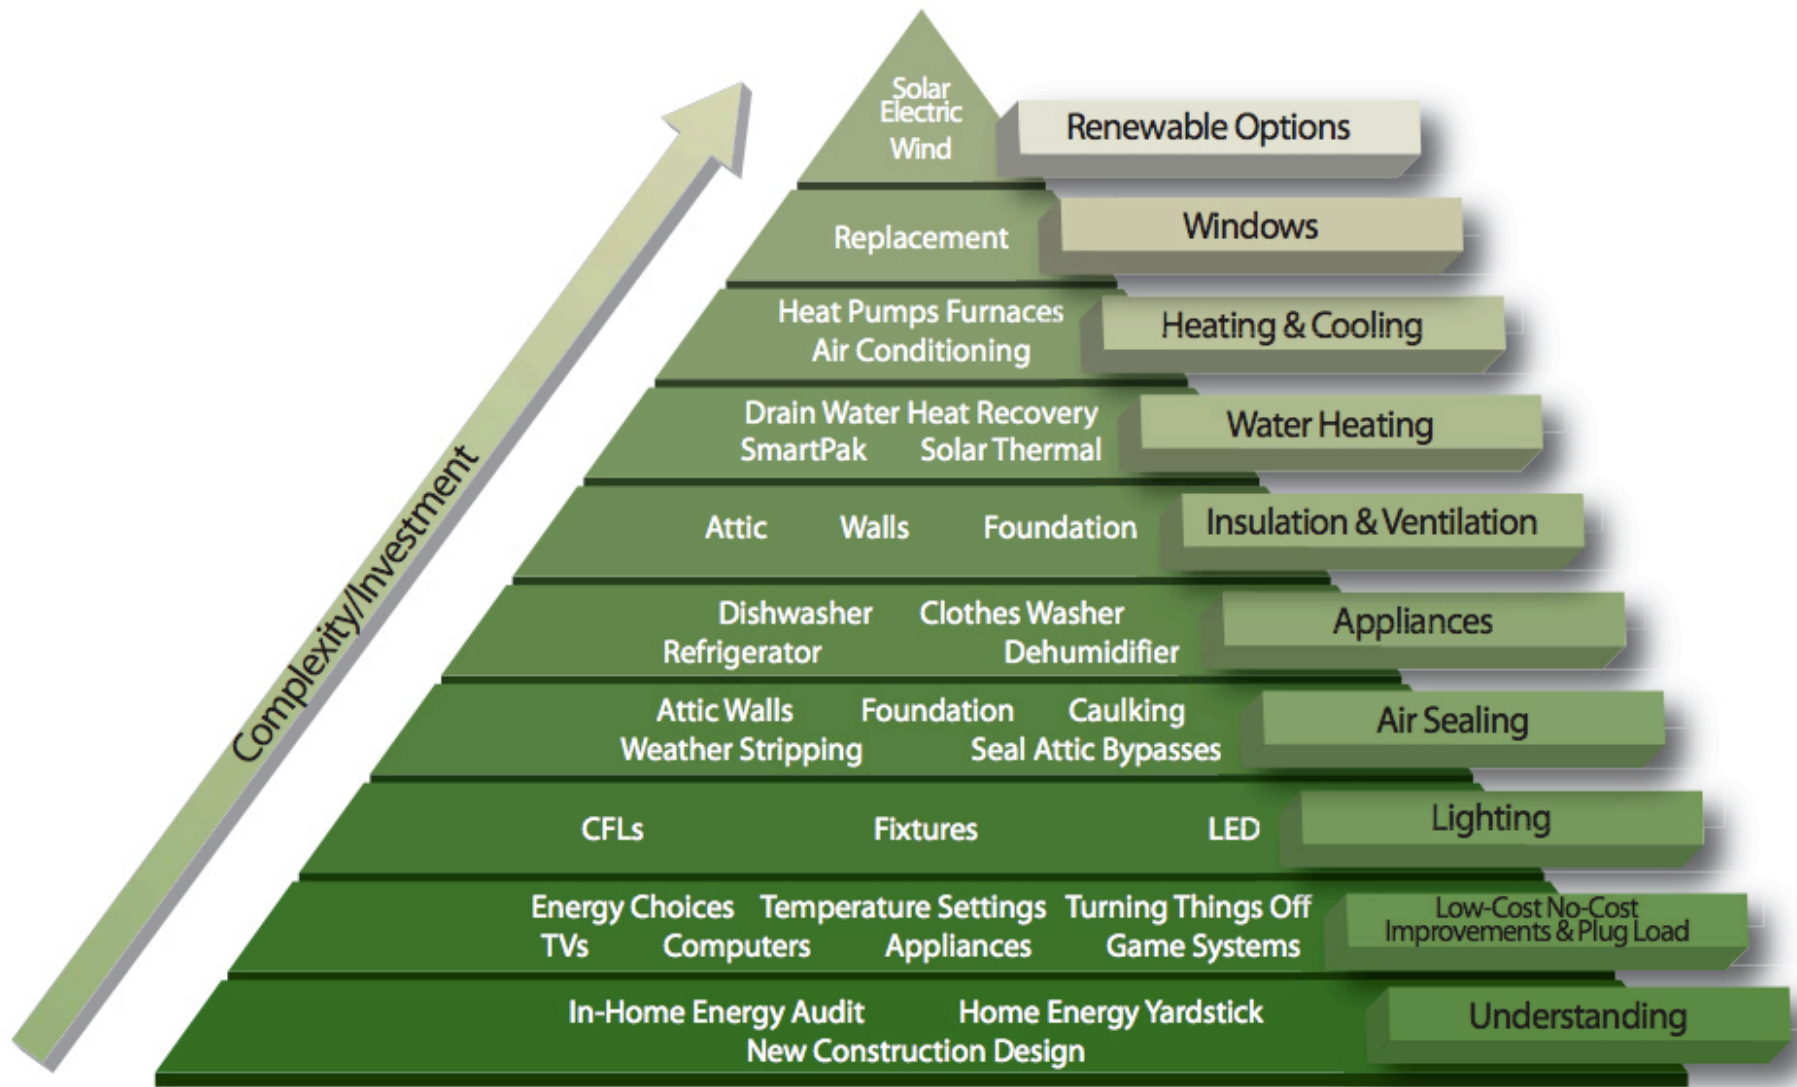 Solar
Electric
Wind
Renewable Options
Replacement
Windows
Heat Pumps Furnaces
Air Conditioning
Heating & Cooling
Drain Water Heat Recovery
SmartPak Solar Thermal
Water Heating
Attic Walls Foundation
Insulation & Ventilation
Dishwasher Clothes Washer
Refrigerator Dehumidifier
Appliances
Attic Walls Foundation Caulking
Weather Stripping Seal Attic Bypasses
Air Sealing
CFLs Fixtures LED
Lighting
Energy Choices Temperature Settings Turning Things Off
TVs Computers Appliances Game Systems
Low-Cost No-Cost
Improvements & Plug Load
In-Home Energy Audit Home Energy Yardstick
New Construction Design
Understanding
Complexity/Investment